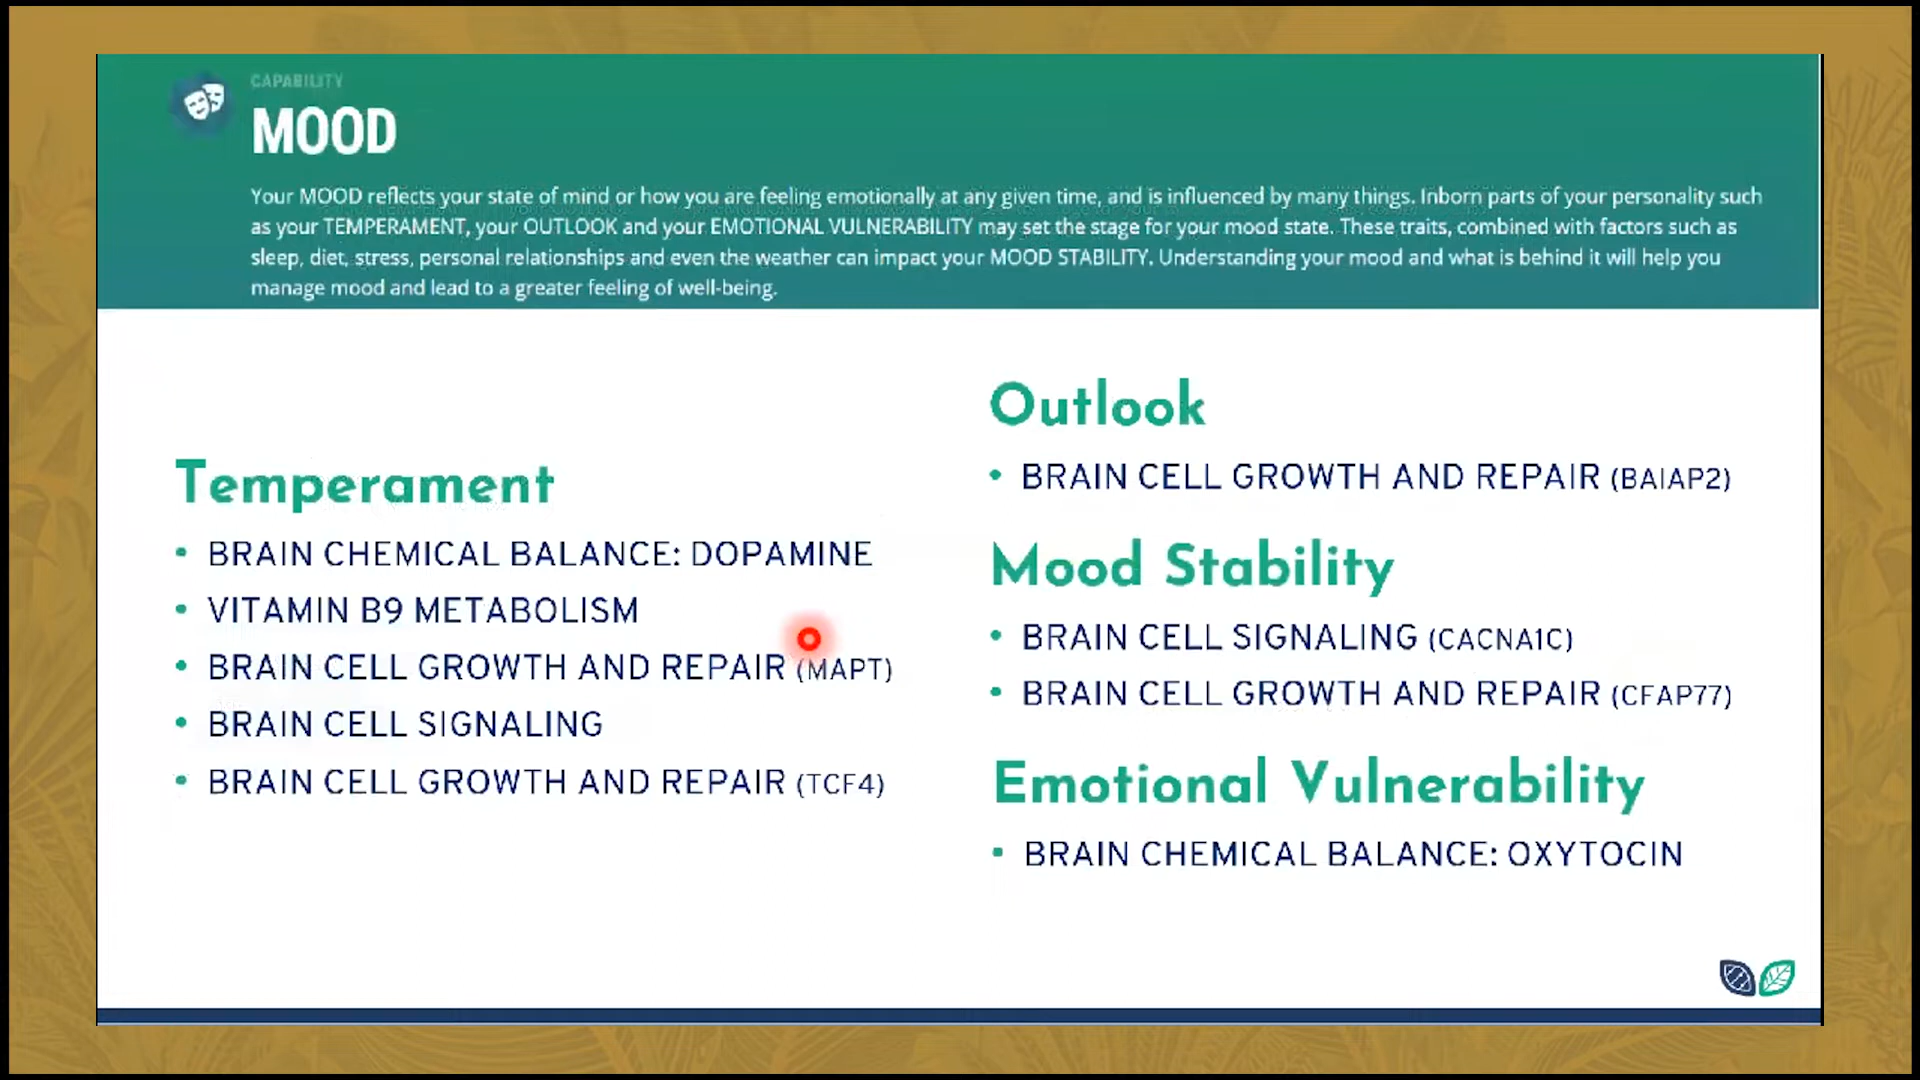 CAPABILITY
MOOD
Your MOOD reflects your state of mind or how you are feeling emotionally at any given time, and is influenced by many things. Inborn parts of your personality such
as your TEMPERAMENT, your OUTLOOK and your EMOTIONAL VULNERABILITY may set the stage for your mood state. These traits, combined with factors such as
sleep, diet, stress, personal relationships and even the weather can impact your MOOD STABILITY. Understanding your mood and what is behind it will help you
manage mood and lead to a greater feeling of well-being.
Temperament
• BRAIN CHEMICAL BALANCE: DOPAMINE
• VITAMIN B9 METABOLISM
• BRAIN CELL GROWTH AND REPAIR (MAPT)
• BRAIN CELL SIGNALING
• BRAIN CELL GROWTH AND REPAIR (TCF4)
Outlook
• BRAIN CELL GROWTH AND REPAIR (BAIAP2)
Mood Stability
• BRAIN CELL SIGNALING (CACNA1C)
• BRAIN CELL GROWTH AND REPAIR (CFAP77)
Emotional Vulnerability
• BRAIN CHEMICAL BALANCE: OXYTOCIN